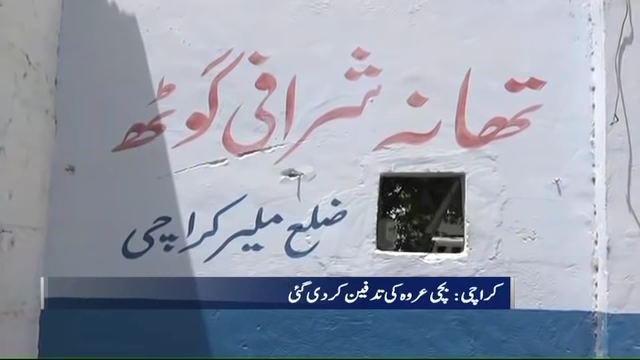 تھانہ شرافی گوٹھ
ضلع ملیر کراچی
کراچی: بچی عروہ کی تدفین کر دی گئی